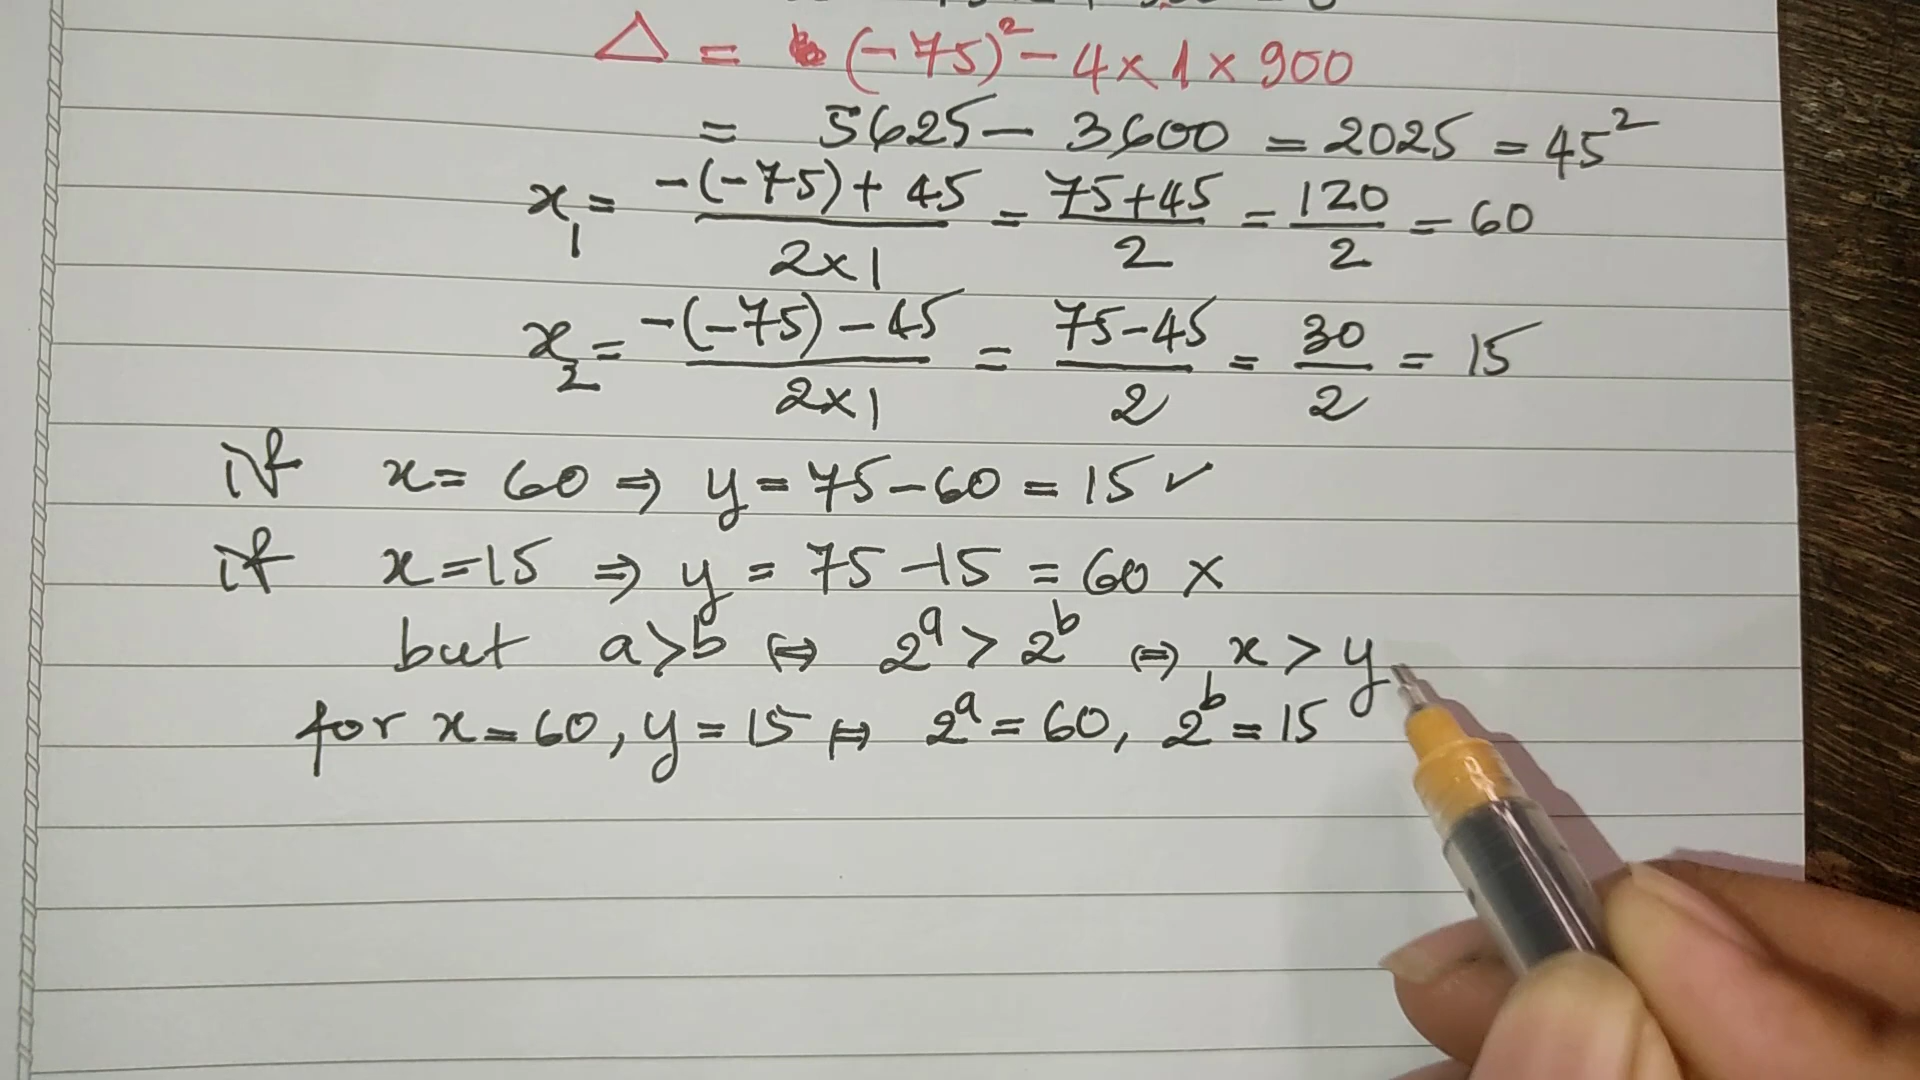 Δ = (-75)² - 4×1×900
= 5625 - 3600 = 2025 = 45²
x₁ = -(-75)+45 / 2×1 = 75+45 / 2 = 120 / 2 = 60
x₂ = -(-75)-45 / 2×1 = 75-45 / 2 = 30 / 2 = 15
if x = 60 ⇒ y = 75-60 = 15 ✓
if x = 15 ⇒ y = 75-15 = 60 ×
but a>b ⇔ 2ᵃ > 2ᵇ ⇔ x > y
for x = 60, y = 15 ⇔ 2ᵃ = 60, 2ᵇ = 15